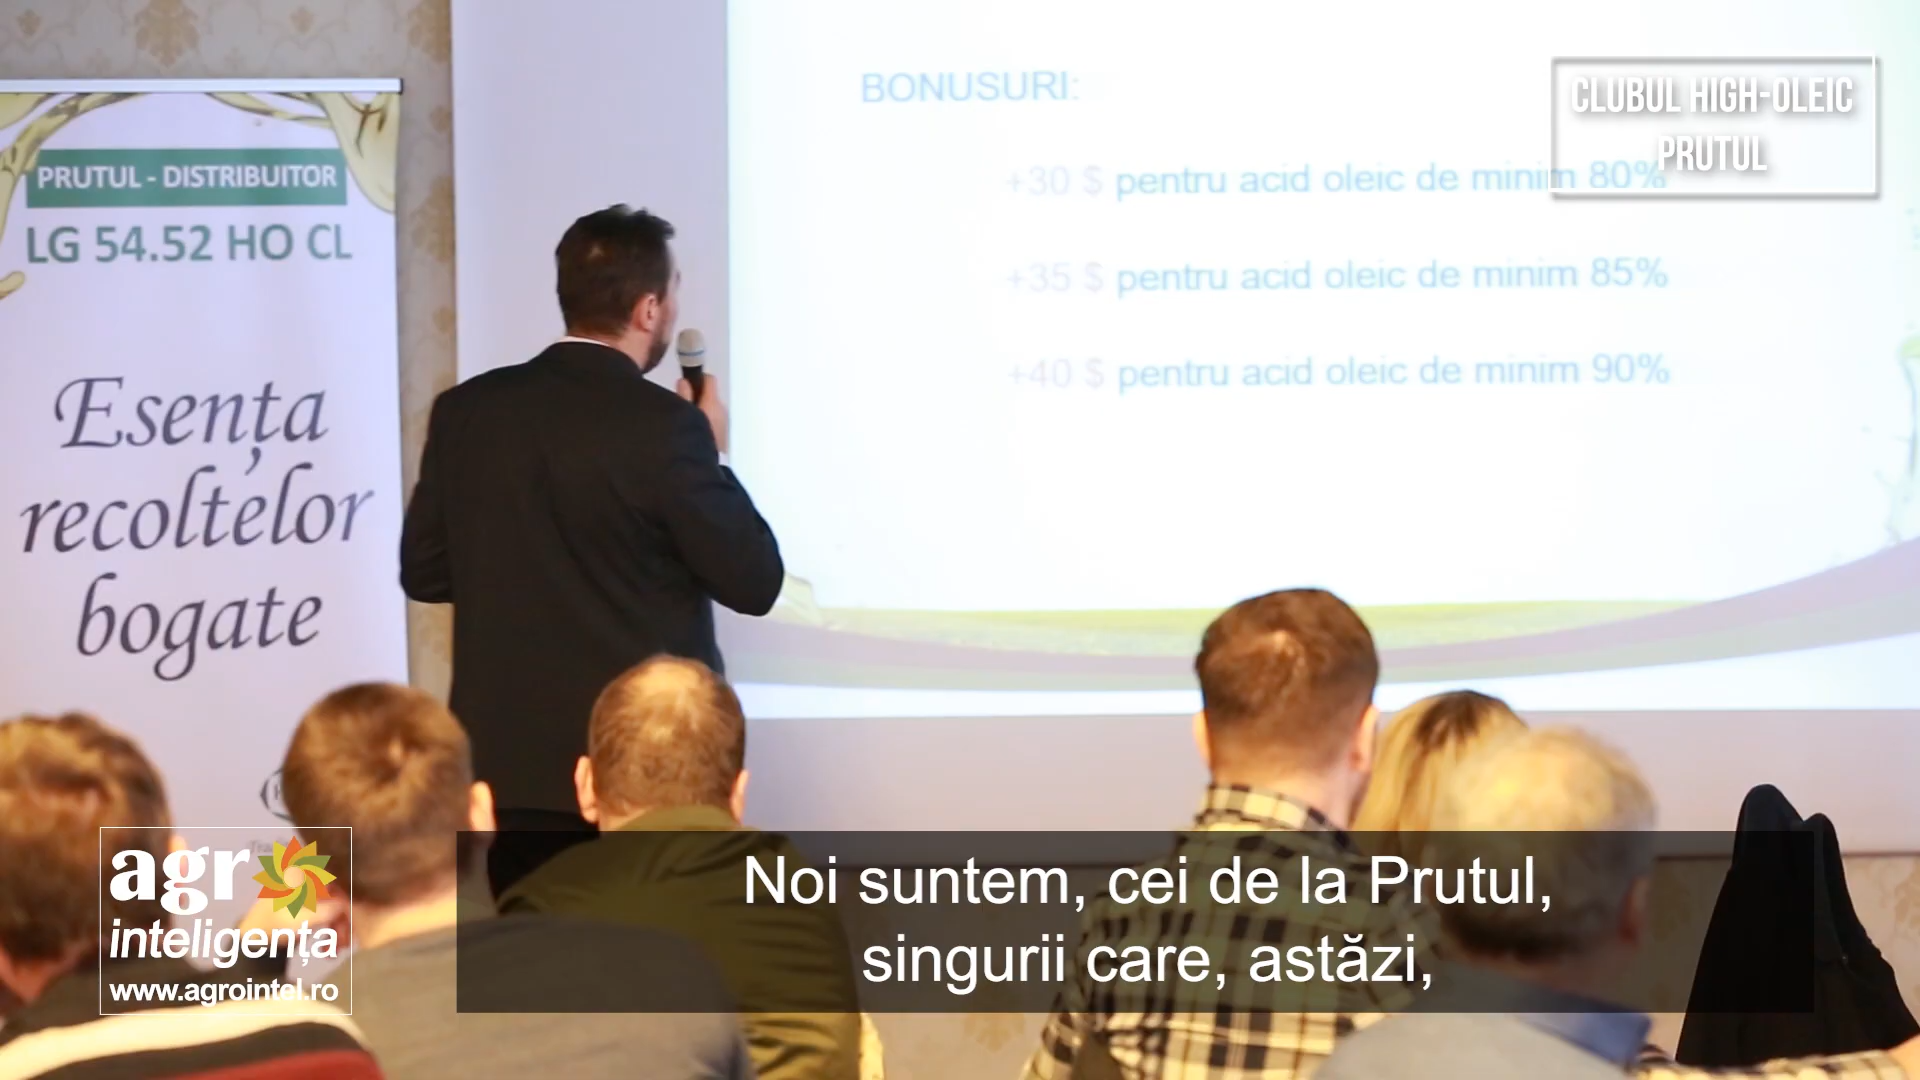 BONUSURI:
+30 $ pentru acid oleic de minim 80%
+35 $ pentru acid oleic de minim 85%
+40 $ pentru acid oleic de minim 90%
CLUBUL HIGH-OLEIC
PRUTUL
PRUTUL - DISTRIBUITOR
LG 54.52 HO CL
Esența
recoltelor
bogate
agro
inteligența
www.agrointel.ro
Noi suntem, cei de la Prutul,
singurii care, astăzi,